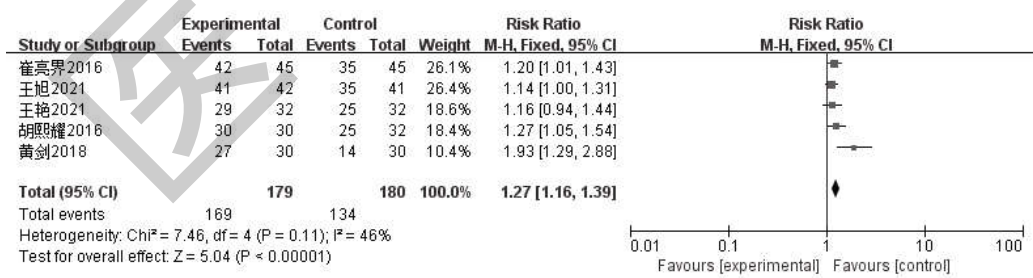 Experimental Control Risk Ratio Risk Ratio
Study or Subgroup Events Total Events Total Weight M-H, Fixed, 95% CI M-H, Fixed, 95% CI
崔亮界2016 42 45 35 45 26.1% 1.20 [1.01, 1.43]
王旭2021 41 42 35 41 26.4% 1.14 [1.00, 1.31]
王艳2021 29 32 25 32 18.6% 1.16 [0.94, 1.44]
胡熙耀2016 30 30 25 32 18.4% 1.27 [1.05, 1.54]
黄剑2018 27 30 14 30 10.4% 1.93 [1.29, 2.88]
Total (95% CI) 179 180 100.0% 1.27 [1.16, 1.39]
Total events 169 134
Heterogeneity: Chi² = 7.46, df = 4 (P = 0.11); I² = 46%
Test for overall effect: Z = 5.04 (P < 0.00001)
0.01 0.1 1 10 100
Favours [experimental] Favours [control]
医